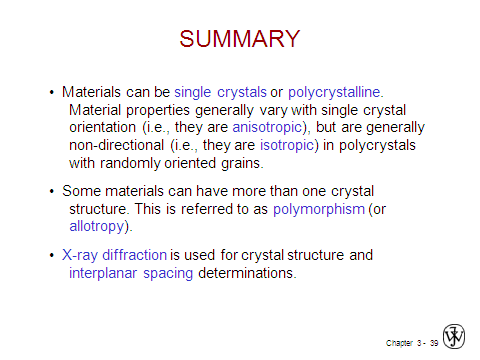 SUMMARY
• Materials can be single crystals or polycrystalline.
Material properties generally vary with single crystal
orientation (i.e., they are anisotropic), but are generally
non-directional (i.e., they are isotropic) in polycrystals
with randomly oriented grains.
• Some materials can have more than one crystal
structure. This is referred to as polymorphism (or
allotropy).
• X-ray diffraction is used for crystal structure and
interplanar spacing determinations.
Chapter 3 - 39